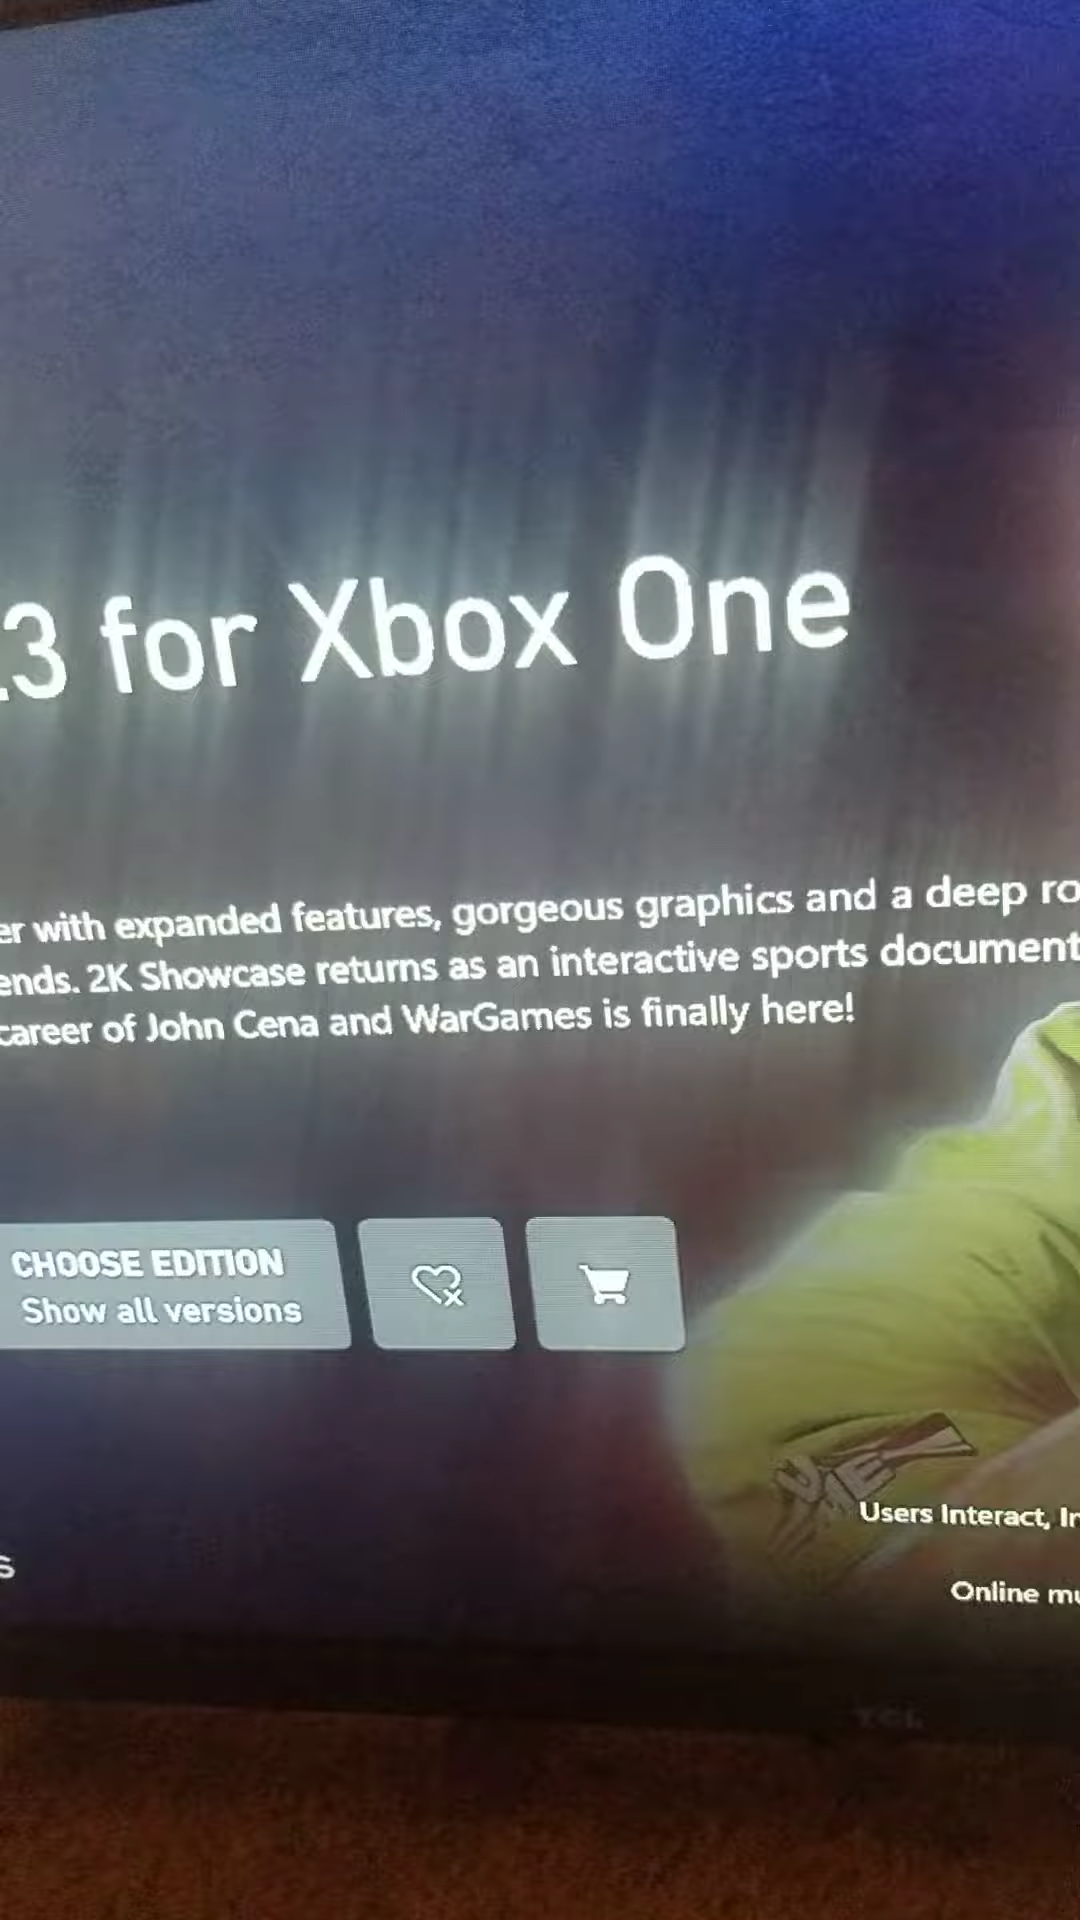 .3 for Xbox One
er with expanded features, gorgeous graphics and a deep ro
ends. 2K Showcase returns as an interactive sports document
career of John Cena and WarGames is finally here!
CHOOSE EDITION
Show all versions
Users Interact, In
s
Online mu
TCL